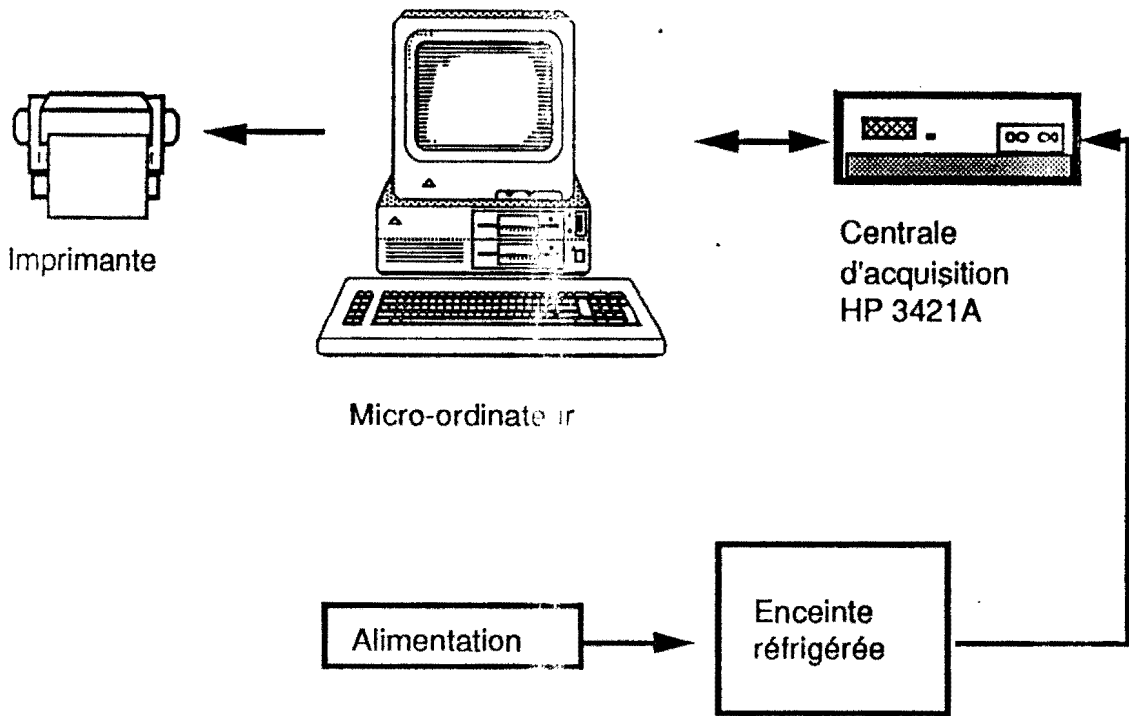 Imprimante
Micro-ordinateur
Centrale
d'acquisition
HP 3421A
Alimentation
Enceinte
réfrigérée